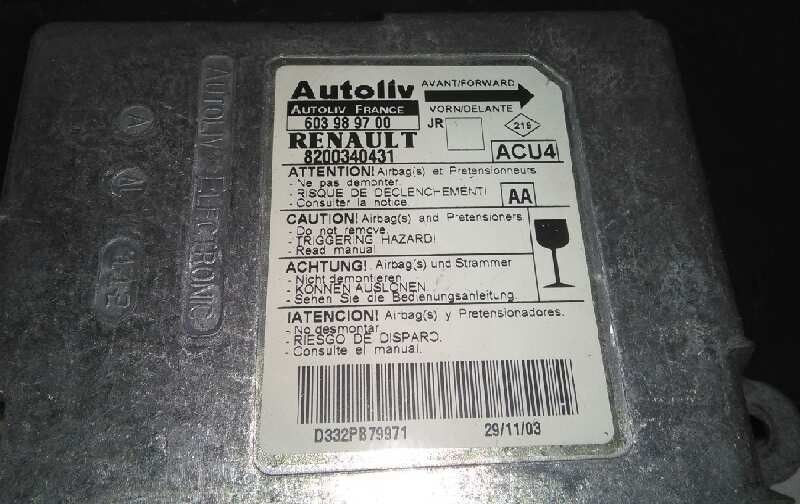 AUTOLIV ELECTRONIC
Autoliv
AVANT/FORWARD
AUTOLIV FRANCE
VORN/DELANTE
603 98 97 00
JR
216
RENAULT
8200340431
ACU4
ATTENTION! Airbag(s) et Pretensionneurs
- Ne pas demonter.
- RISQUE DE DECLENCHEMENT!
- Consulter la notice.
AA
CAUTION! Airbag(s) and Pretensioners.
- Do not remove.
- TRIGGERING HAZARD!
- Read manual
ACHTUNG! Airbag(s) und Strammer
- Nicht demontieren
- KONNEN AUSLONEN
- Sehen Sie die Bedienungsanleitung.
¡ATENCION! Airbag(s) y Pretensionadores.
- No desmontar
- RIESGO DE DISPARO.
- Consulte el manual.
D332PB79971
29/11/03